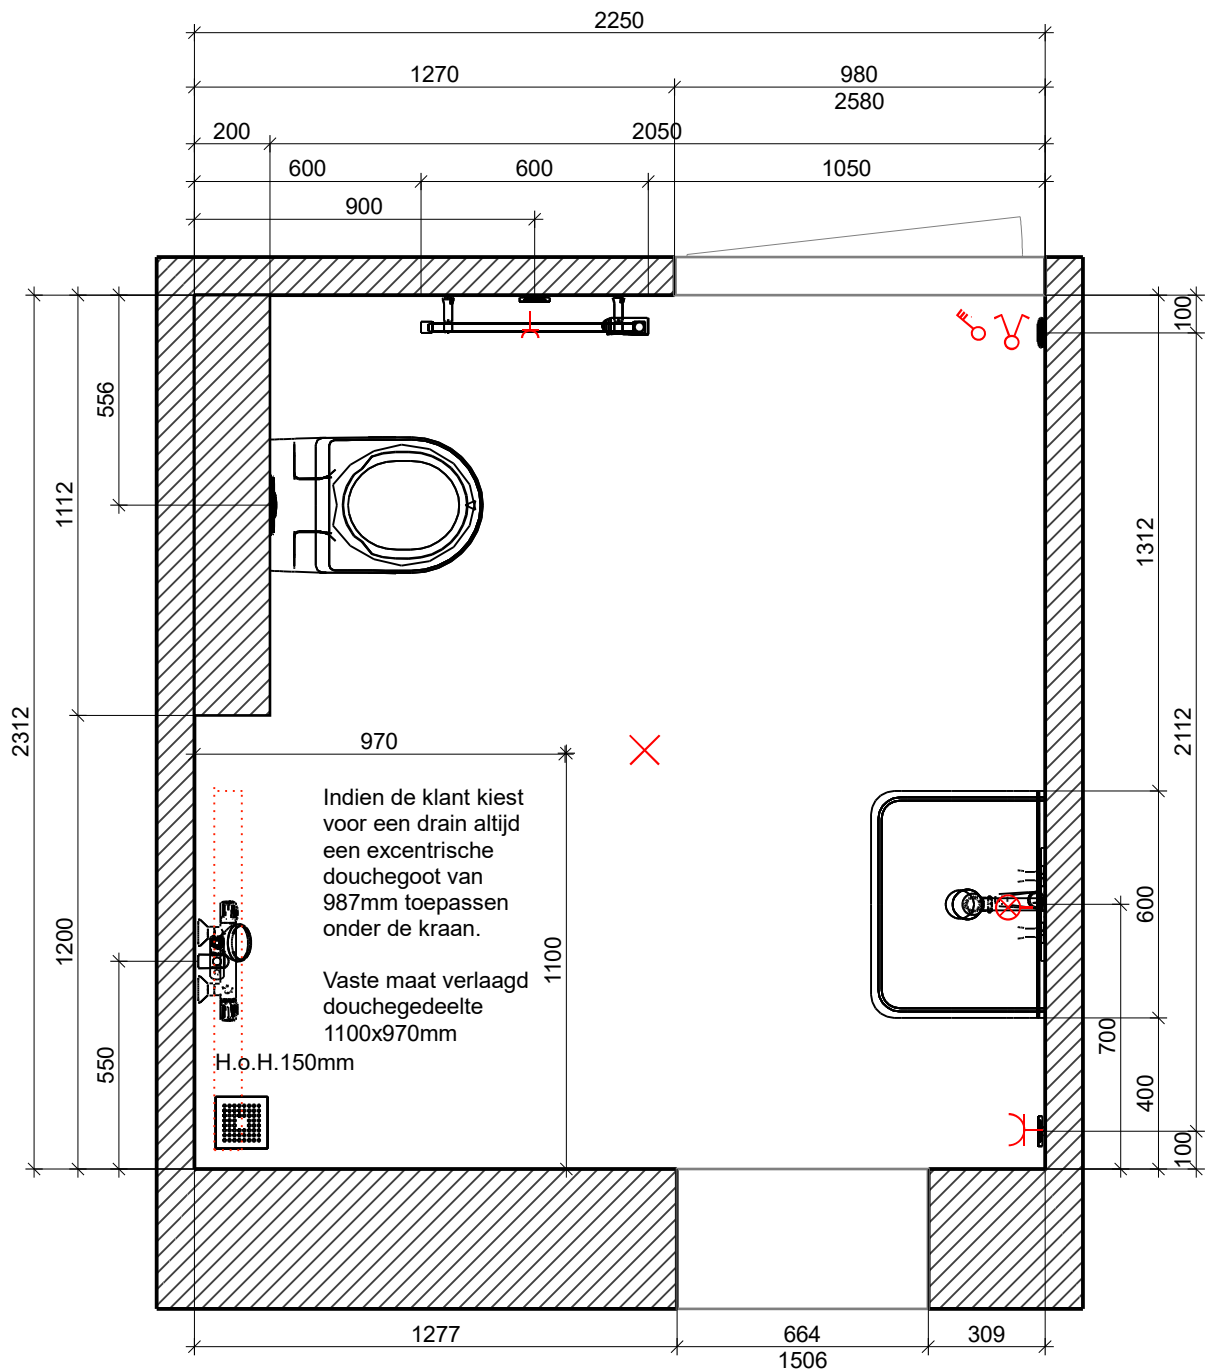 2250
1270
980
2580
200
2050
600
600
1050
900
100
556
1112
1312
2312
2112
970
Indien de klant kiest
voor een drain altijd
een excentrische
douchegoot van
987mm toepassen
onder de kraan.
Vaste maat verlaagd
douchegedeelte
1100x970mm
H.o.H.150mm
1200
1100
600
550
700
400
100
1277
664
309
1506